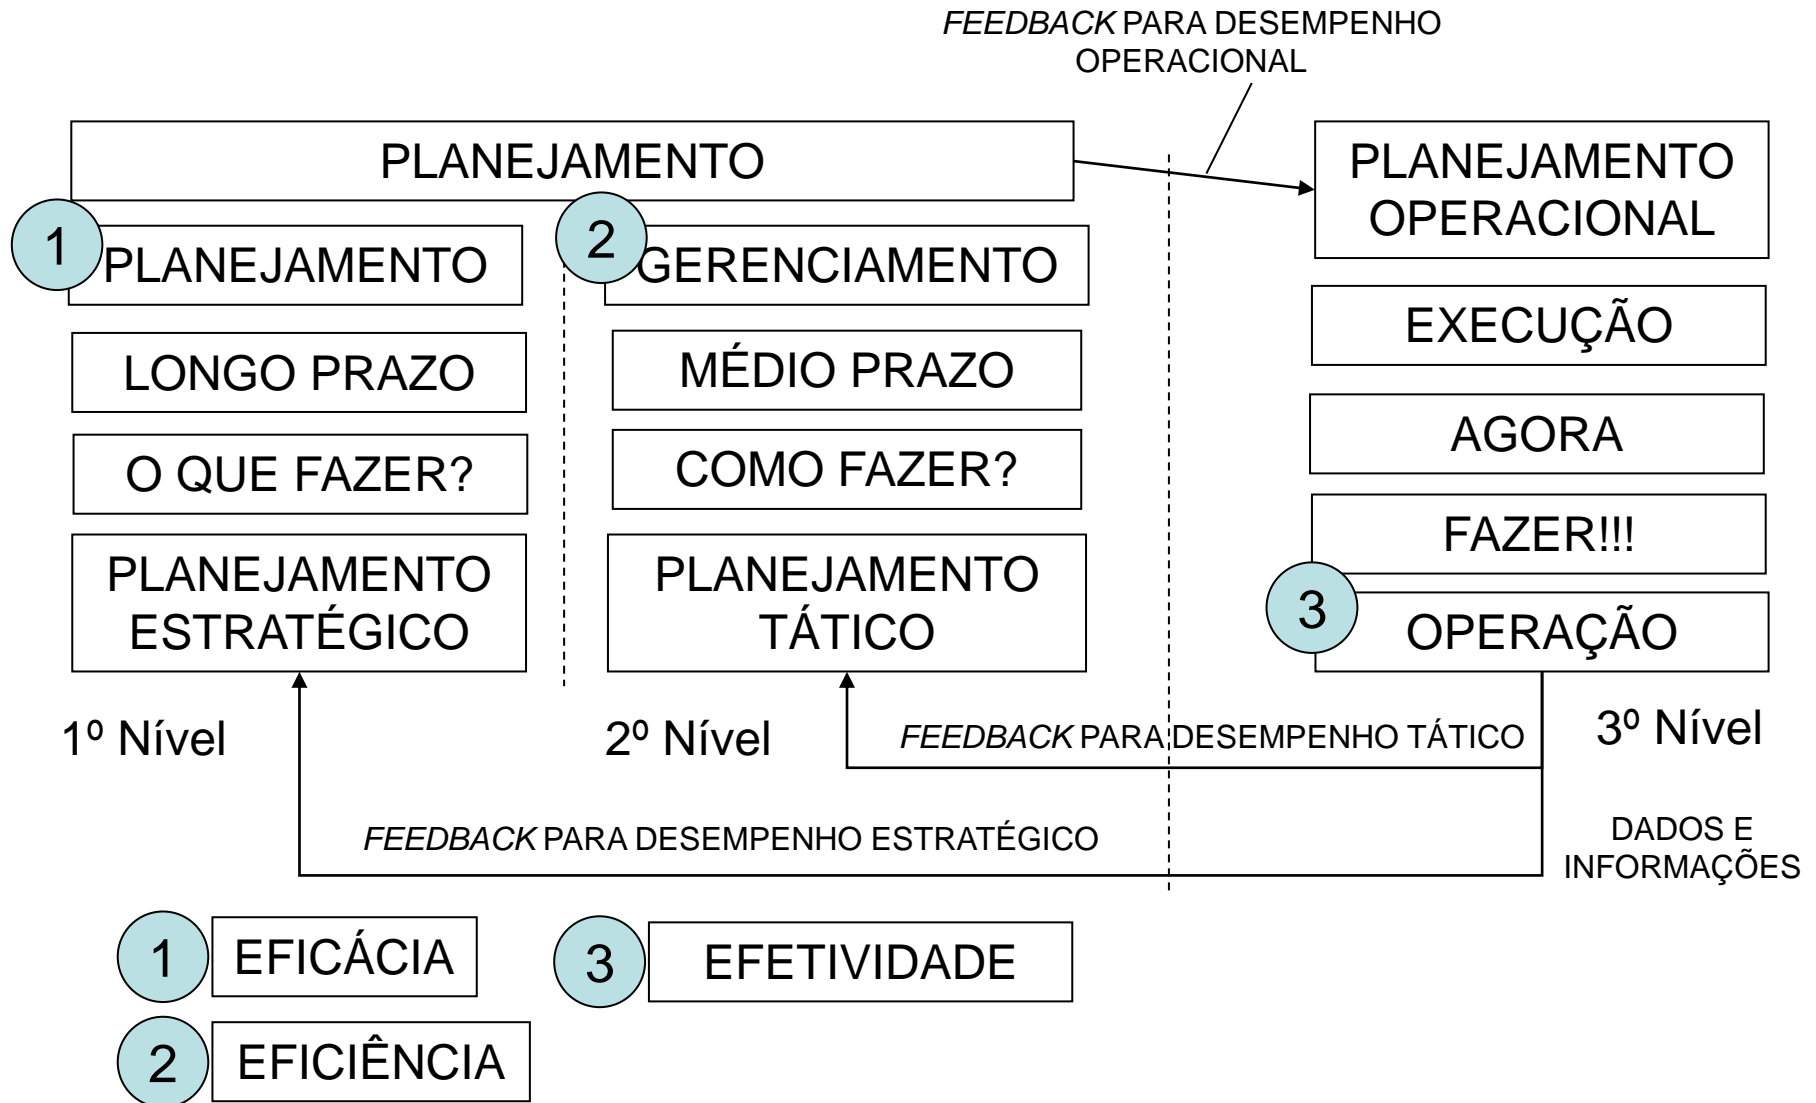 FEEDBACK PARA DESEMPENHO
OPERACIONAL
PLANEJAMENTO
PLANEJAMENTO
OPERACIONAL
1
PLANEJAMENTO
2
GERENCIAMENTO
EXECUÇÃO
LONGO PRAZO
MÉDIO PRAZO
AGORA
O QUE FAZER?
COMO FAZER?
FAZER!!!
PLANEJAMENTO
ESTRATÉGICO
PLANEJAMENTO
TÁTICO
3
OPERAÇÃO
1º Nível
2º Nível
FEEDBACK PARA DESEMPENHO TÁTICO
3º Nível
FEEDBACK PARA DESEMPENHO ESTRATÉGICO
DADOS E
INFORMAÇÕES
1
EFICÁCIA
3
EFETIVIDADE
2
EFICIÊNCIA